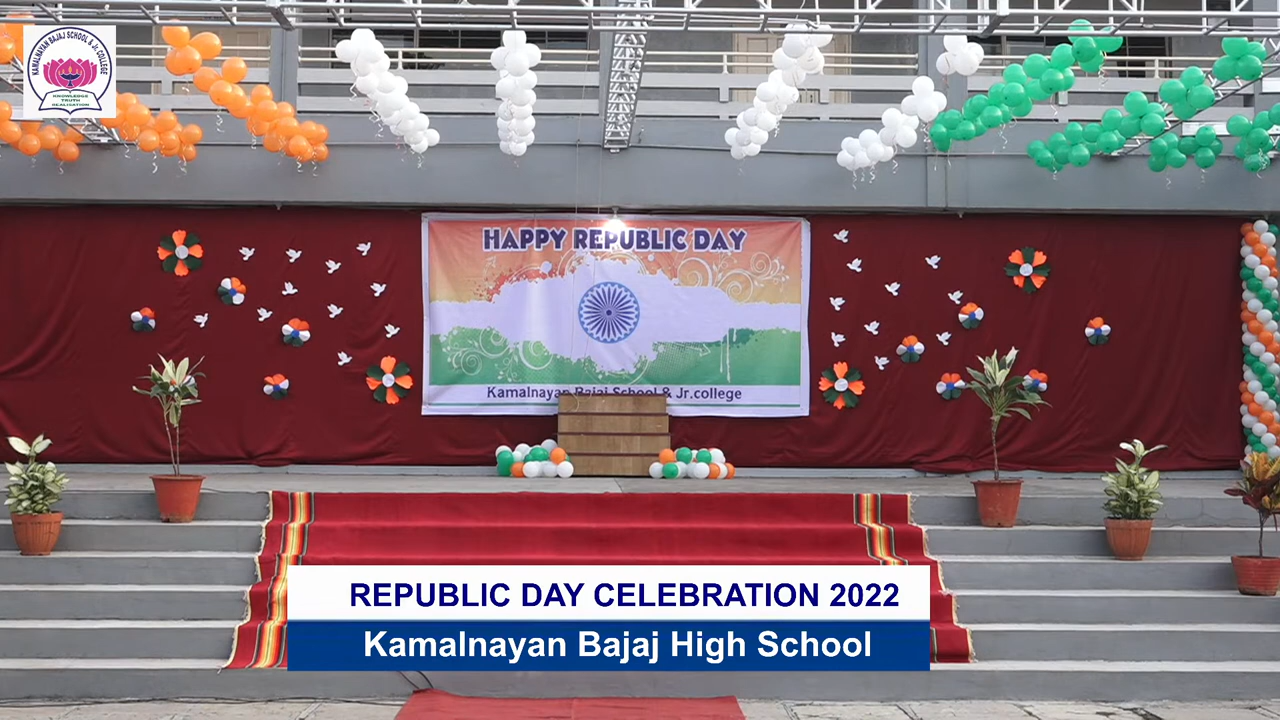 KAMALNAYAN BAJAJ SCHOOL & Jr. COLLEGE
KNOWLEDGE
TRUTH
REALISATION
HAPPY REPUBLIC DAY
Kamalnayan Bajaj School & Jr.college
REPUBLIC DAY CELEBRATION 2022
Kamalnayan Bajaj High School